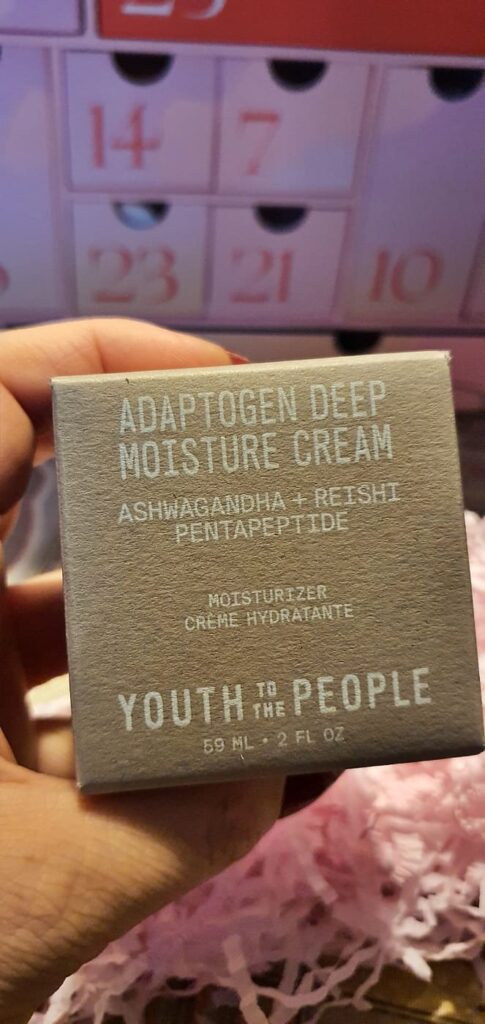 14
7
23
21
10
ADAPTOGEN DEEP
MOISTURE CREAM
ASHWAGANDHA + REISHI
PENTAPEPTIDE
MOISTURIZER
CRÈME HYDRATANTE
YOUTH TO THE PEOPLE
59 ML • 2 FL OZ